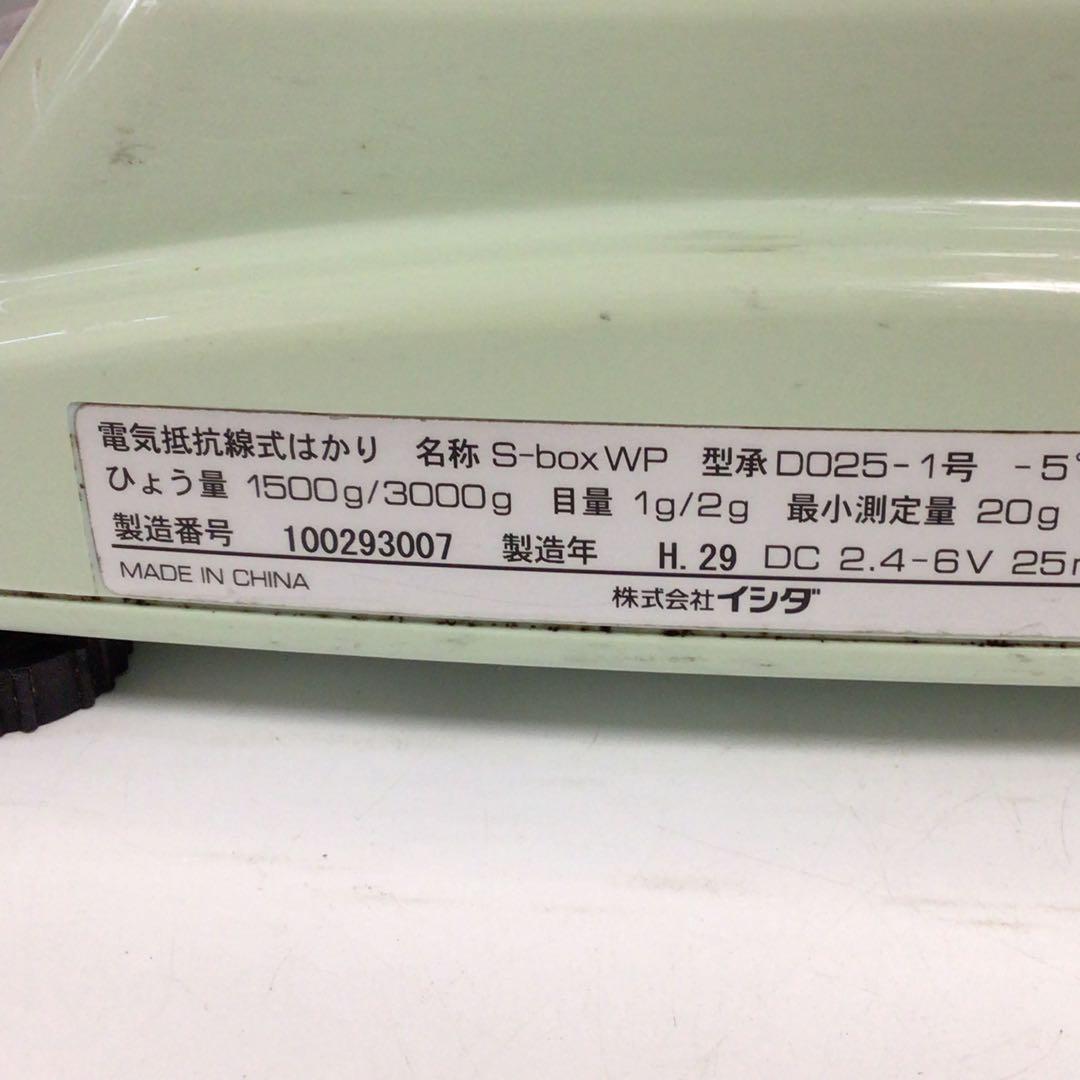 電気抵抗線式はかり 名称 S-box WP 型承 D025-1号 -5°
ひょう量 1500g/3000g 目量 1g/2g 最小測定量 20g
製造番号 100293007 製造年 H.29 DC 2.4-6V 25m
MADE IN CHINA 株式会社イシダ